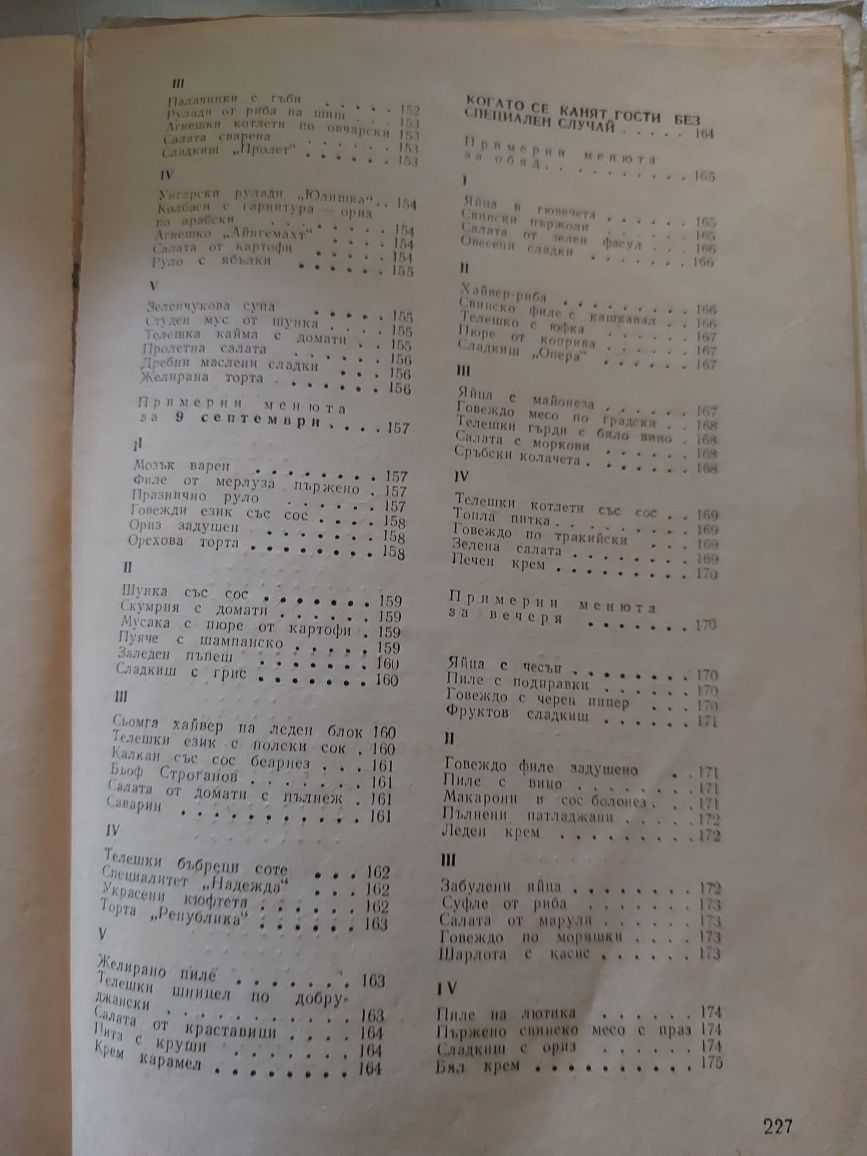 III
Палачинки с гъби . . . . . 152
Рулади от риба на шиш . . . 153
Агнешки котлети по овчарски 153
Салата сварена . . . . . . 153
Сладкиш „Пролет“ . . . . . . 153
IV
Унгарски рулади „Юлишка“ . . 154
Колбаси с гарнитура — ориз
по арабски . . . . . . . 154
Агнешко „Айнгемахт“ . . . . 154
Салата от картофи . . . . . 154
Руло с ябълки . . . . . . 155
V
Зеленчукова супа . . . . . 155
Студен мус от шунка . . . . 155
Телешка кайма с домати . . 155
Пролетна салата . . . . . 156
Дребни маслени сладки . . . 156
Желирана торта . . . . . . 156
Примерни менюта
за 9 септември . . . . 157
I
Мозък варен . . . . . . . 157
Филе от мерлуза пържено . 157
Празнично руло . . . . . 157
Говежди език със сос . . . . 158
Ориз задушен . . . . . . 158
Орехова торта . . . . . . . 158
II
Шунка със сос . . . . . . . 159
Скумрия с домати . . . . . 159
Мусака с пюре от картофи . 159
Пуяче с шампанско . . . . . 159
Заледен пъпеш . . . . . . 160
Сладкиш с грис . . . . . . 160
III
Сьомга хайвер на леден блок 160
Телешки език с полски сок . 160
Калкан със сос беарнез . . . 161
Бьоф Строганов . . . . . . 161
Салата от домати с пълнеж . 161
Саварин . . . . . . . . . 161
IV
Телешки бъбреци соте . . . 162
Специалитет „Надежда“ . . . 162
Украсени кюфтета . . . . . 162
Торта „Република“ . . . . . 163
V
Желирано пиле . . . . . . 163
Телешки шницел по добру-
джански . . . . . . . . . 163
Салата от краставици . . . . 164
Пита с круши . . . . . . 164
Крем карамел . . . . . . . 164
КОГАТО СЕ КАНЯТ ГОСТИ БЕЗ
СПЕЦИАЛЕН СЛУЧАЙ . . . . . 164
Примерни менюта
за обяд . . . . . . . . . 165
I
Яйца в гювечета . . . . . . 165
Свински пържоли . . . . . 165
Салата от зелен фасул . . . 166
Овесени сладки . . . . . . 166
II
Хайвер-риба . . . . . . . . 166
Свинско филе с кашкавал . . 166
Телешко с юфка . . . . . . 167
Пюре от коприва . . . . . 167
Сладкиш „Опера“ . . . . . . 167
III
Яйца с майонеза . . . . . . 167
Говеждо месо по градски . . 168
Телешки гърди с бяло вино . 168
Салата с моркови . . . . . 168
Сръбски колачета . . . . . . 168
IV
Телешки котлети със сос . . 169
Топла питка . . . . . . . . 169
Говеждо по тракийски . . . 169
Зелена салата . . . . . . . 169
Печен крем . . . . . . . . 170
Примерни менюта
за вечеря . . . . . . . 170
Яйца с чесън . . . . . . . 170
Пиле с подправки . . . . . 170
Говеждо с черен пипер . . . 170
Фруктов сладкиш . . . . . 171
II
Говеждо филе задушено . . 171
Пиле с вино . . . . . . . 171
Макарони в сос болонез . . . 171
Пълнени патладжани . . . . 172
Леден крем . . . . . . . 172
III
Забулени яйца . . . . . . . 172
Суфле от риба . . . . . . 173
Салата от марули . . . . . 173
Говеждо по моряшки . . . . 173
Шарлота с касис . . . . . . 173
IV
Пиле на лютика . . . . . . 174
Пържено свинско месо с праз 174
Сладкиш с ориз . . . . . . 174
Бял крем . . . . . . . . . 175
227